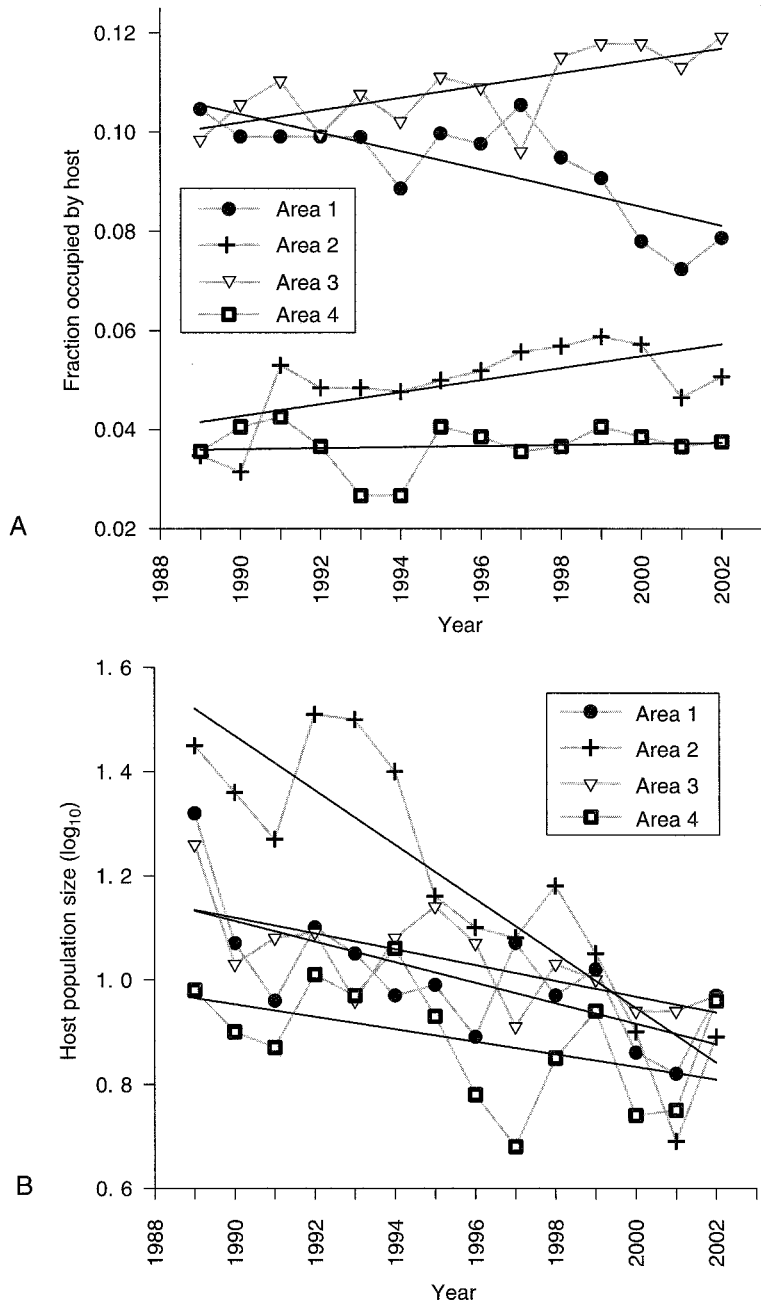 0.12
0.10
0.08
0.06
0.04
0.02
Fraction occupied by host
Area 1
Area 2
Area 3
Area 4
A
1988
1990
1992
1994
1996
1998
2000
2002
Year
1. 6
1. 4
1. 2
1. 0
0. 8
0. 6
Host population size (log₁₀)
Area 1
Area 2
Area 3
Area 4
B
1988
1990
1992
1994
1996
1998
2000
2002
Year